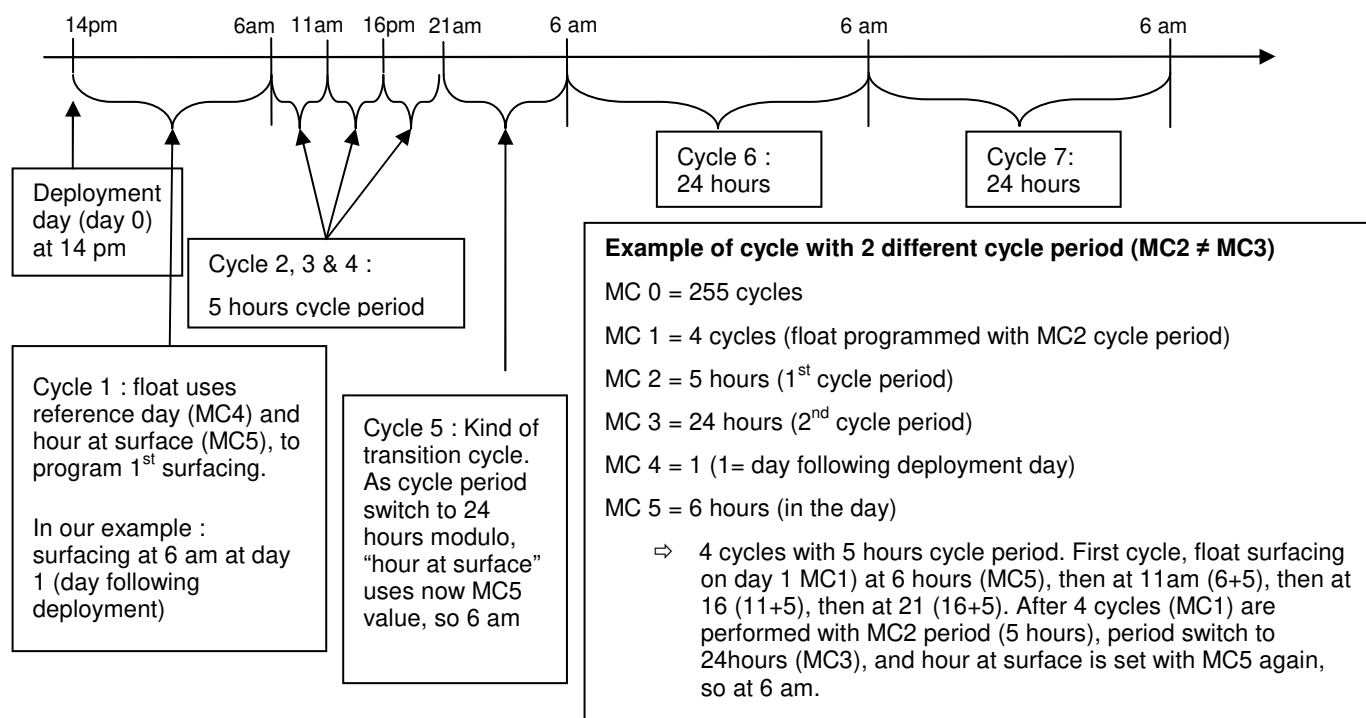 14pm 6am 11am 16pm 21am 6 am 6 am 6 am
Deployment
day (day 0)
at 14 pm
Cycle 2, 3 & 4 :
5 hours cycle period
Cycle 6 :
24 hours
Cycle 7:
24 hours
Cycle 1 : float uses
reference day (MC4) and
hour at surface (MC5), to
program 1st surfacing.
In our example :
surfacing at 6 am at day
1 (day following
deployment)
Cycle 5 : Kind of
transition cycle.
As cycle period
switch to 24
hours modulo,
“hour at surface”
uses now MC5
value, so 6 am
Example of cycle with 2 different cycle period (MC2 ≠ MC3)
MC 0 = 255 cycles
MC 1 = 4 cycles (float programmed with MC2 cycle period)
MC 2 = 5 hours (1st cycle period)
MC 3 = 24 hours (2nd cycle period)
MC 4 = 1 (1= day following deployment day)
MC 5 = 6 hours (in the day)
⇨ 4 cycles with 5 hours cycle period. First cycle, float surfacing
on day 1 MC1) at 6 hours (MC5), then at 11am (6+5), then at
16 (11+5), then at 21 (16+5). After 4 cycles (MC1) are
performed with MC2 period (5 hours), period switch to
24hours (MC3), and hour at surface is set with MC5 again,
so at 6 am.